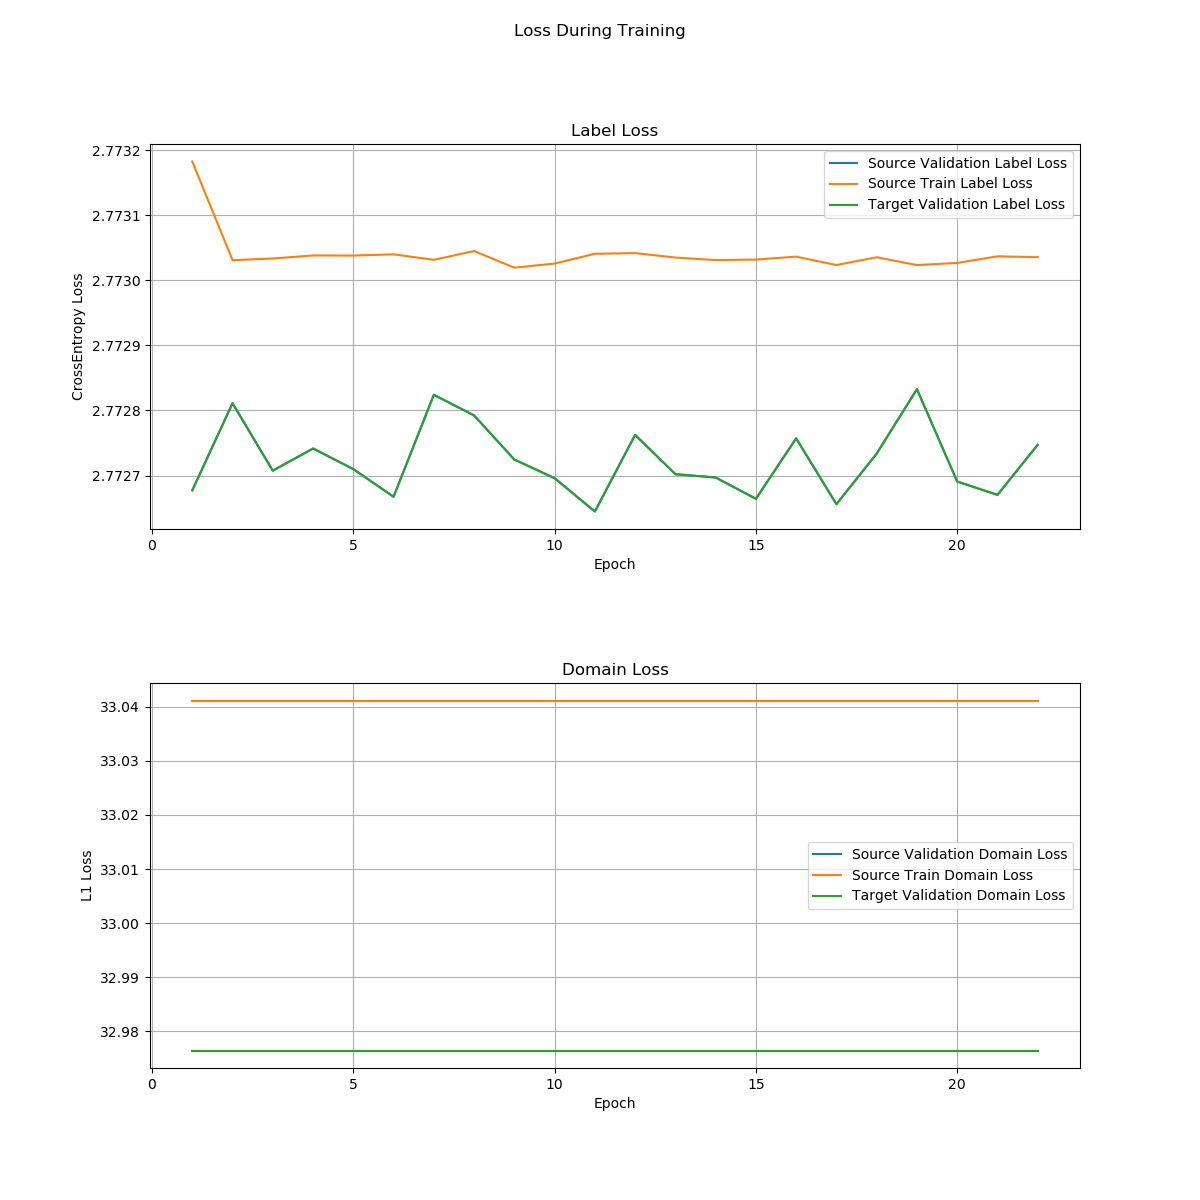 Loss During Training
Label Loss
2.7732
2.7731
2.7730
2.7729
2.7728
2.7727
CrossEntropy Loss
Source Validation Label Loss
Source Train Label Loss
Target Validation Label Loss
0 5 10 15 20
Epoch
Domain Loss
33.04
33.03
33.02
33.01
33.00
32.99
32.98
L1 Loss
Source Validation Domain Loss
Source Train Domain Loss
Target Validation Domain Loss
0 5 10 15 20
Epoch